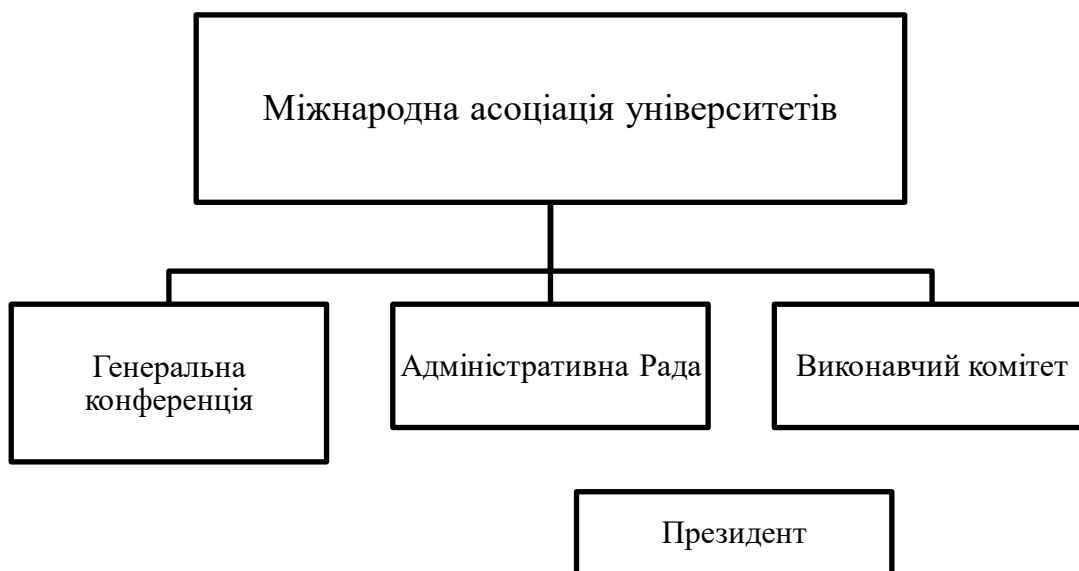 Міжнародна асоціація університетів
Генеральна
конференція
Адміністративна Рада
Виконавчий комітет
Президент